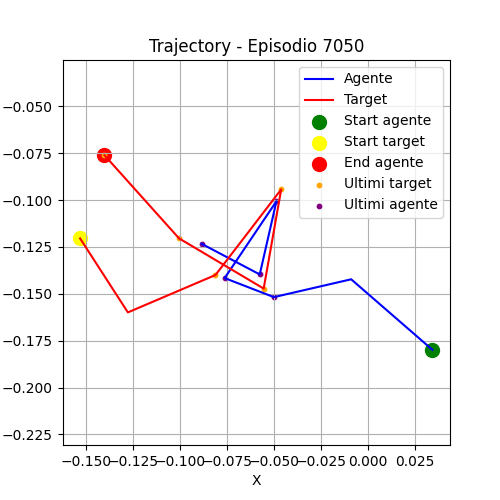 Trajectory - Episodio 7050
Agente
Target
Start agente
Start target
End agente
Ultimi target
Ultimi agente
−0.050
−0.075
−0.100
−0.125
−0.150
−0.175
−0.200
−0.225
−0.150 −0.125 −0.100 −0.075 −0.050 −0.025 0.000 0.025
X